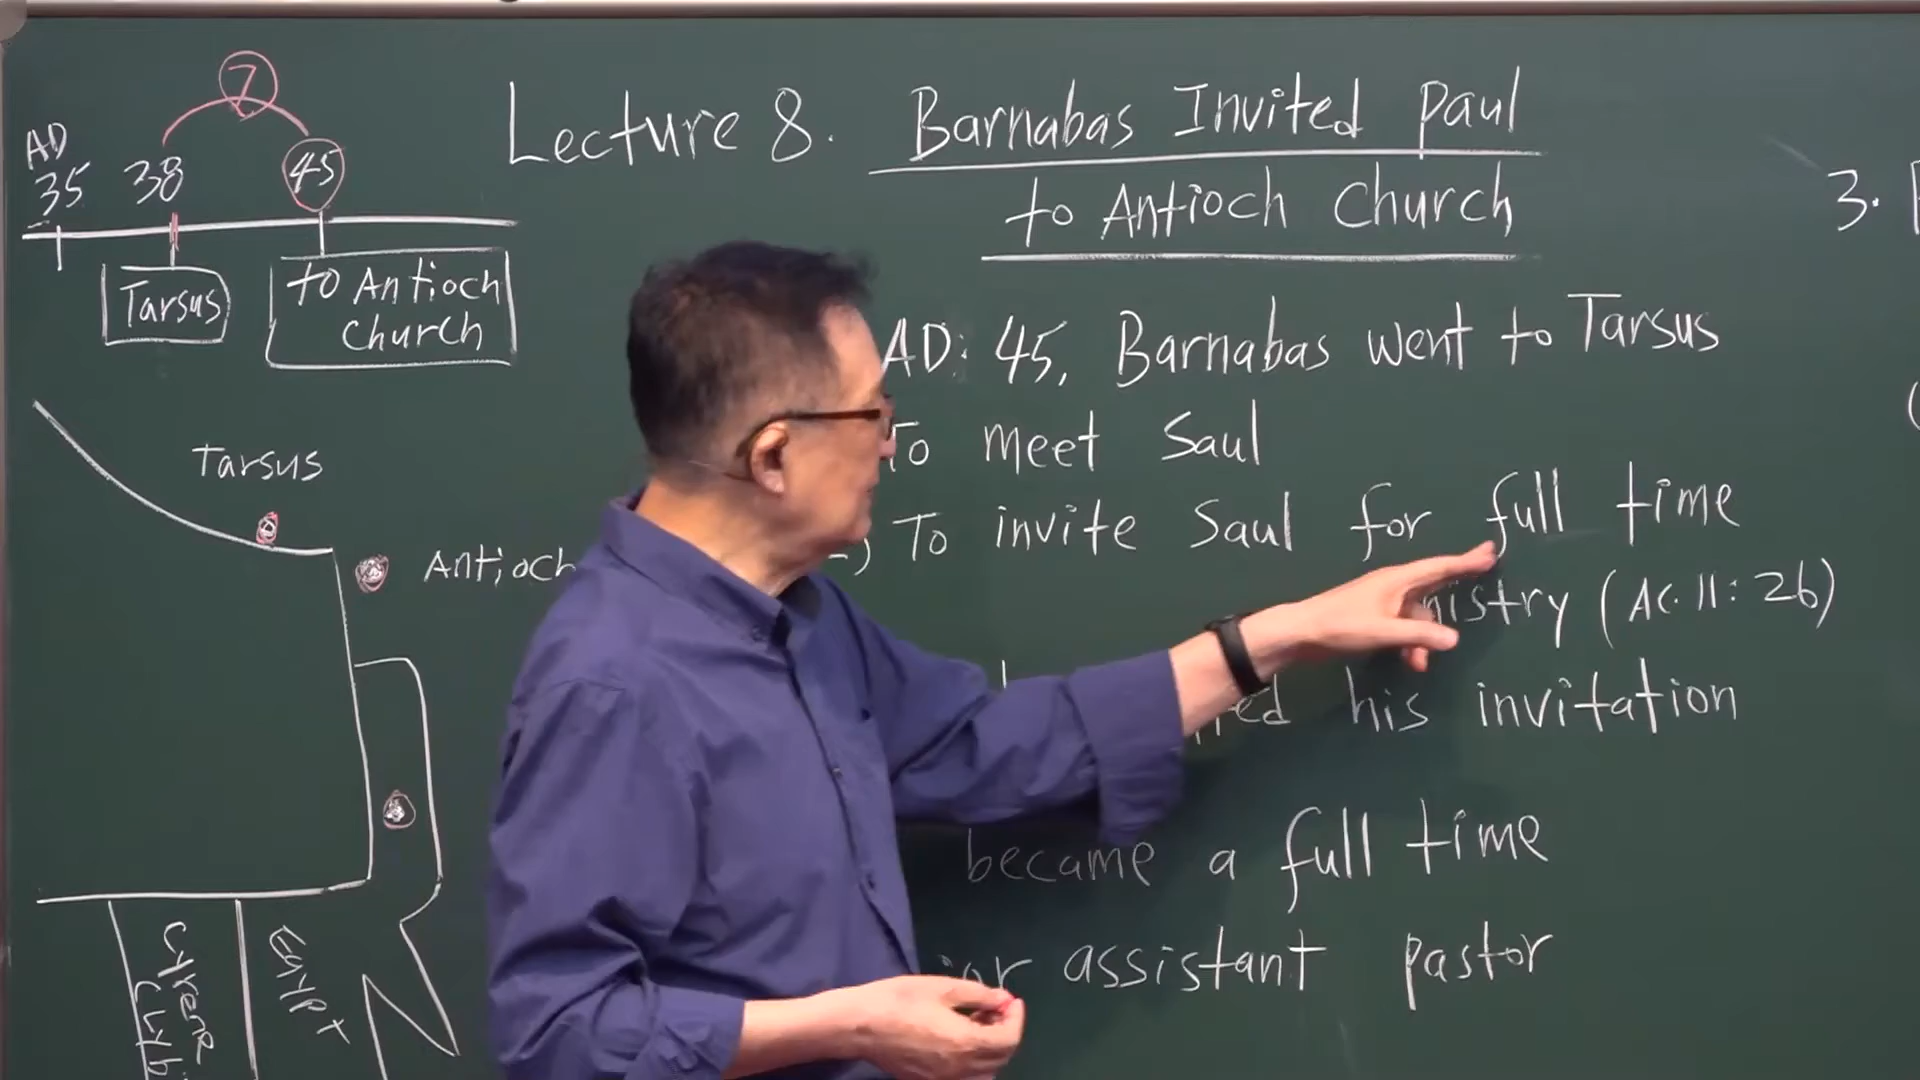 7
AD
35 38 45
Tarsus
to Antioch
church
Lecture 8. Barnabas Invited Paul
to Antioch Church
AD: 45, Barnabas went to Tarsus
To meet Saul
) To invite Saul for full time
nistry (AC. 11: 26)
his invitation
became a full time
assistant pastor
3.
Tarsus
Antioch
Cyrene
Egypt